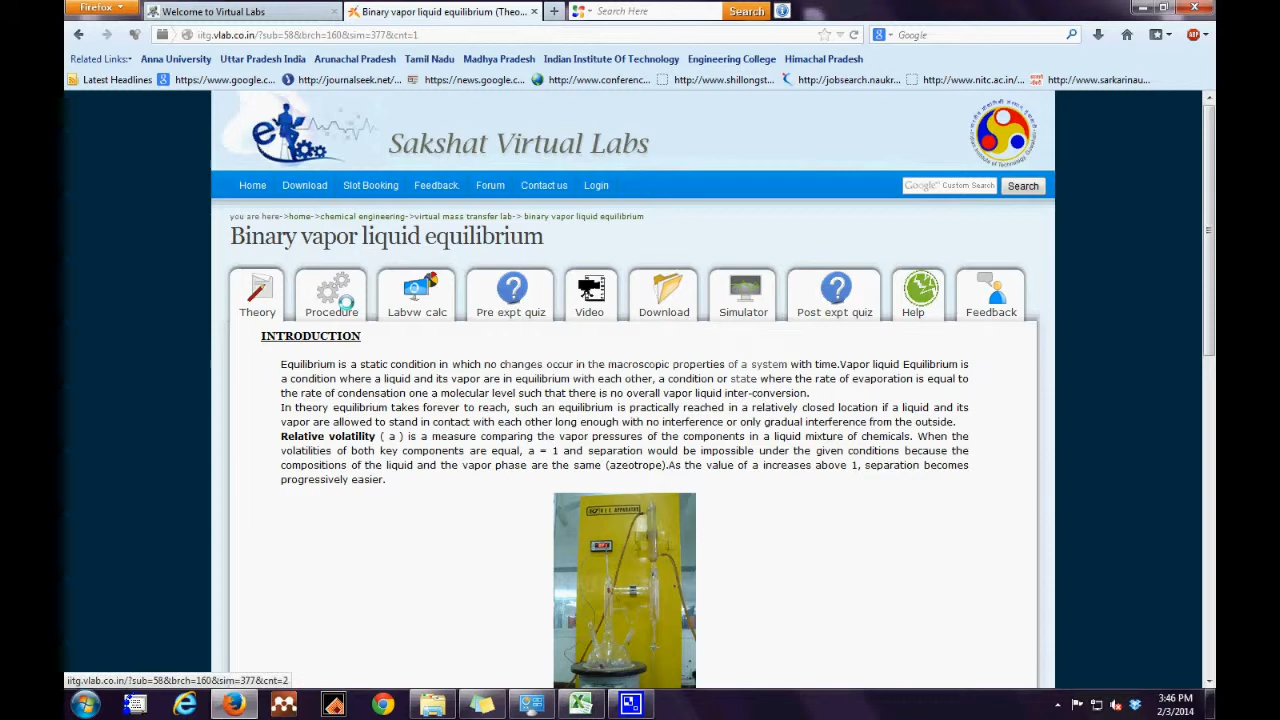 Firefox
Welcome to Virtual Labs
Binary vapor liquid equilibrium (Theo...
Search Here
Search
iitg.vlab.co.in/?sub=58&brch=160&sim=377&cnt=1
Google
Related Links:
Anna University
Uttar Pradesh India
Arunachal Pradesh
Tamil Nadu
Madhya Pradesh
Indian Institute Of Technology
Engineering College
Himachal Pradesh
Latest Headlines
https://www.google.c...
http://journalseek.net/...
https://news.google.c...
http://www.conferenc...
http://www.shillongst...
http://jobsearch.naukr...
http://www.nitc.ac.in/...
http://www.sarkarinau...
Sakshat Virtual Labs
Home
Download
Slot Booking
Feedback
Forum
Contact us
Login
Google™ Custom Search
Search
you are here->home->chemical engineering->virtual mass transfer lab-> binary vapor liquid equilibrium
Binary vapor liquid equilibrium
Theory
Procedure
Labvw calc
Pre expt quiz
Video
Download
Simulator
Post expt quiz
Help
Feedback
INTRODUCTION
Equilibrium is a static condition in which no changes occur in the macroscopic properties of a system with time.Vapor liquid Equilibrium is
a condition where a liquid and its vapor are in equilibrium with each other, a condition or state where the rate of evaporation is equal to
the rate of condensation one a molecular level such that there is no overall vapor liquid inter-conversion.
In theory equilibrium takes forever to reach, such an equilibrium is practically reached in a relatively closed location if a liquid and its
vapor are allowed to stand in contact with each other long enough with no interference or only gradual interference from the outside.
Relative volatility ( a ) is a measure comparing the vapor pressures of the components in a liquid mixture of chemicals. When the
volatilities of both key components are equal, a = 1 and separation would be impossible under the given conditions because the
compositions of the liquid and the vapor phase are the same (azeotrope).As the value of a increases above 1, separation becomes
progressively easier.
iitg.vlab.co.in/?sub=58&brch=160&sim=377&cnt=2
3:46 PM
2/3/2014